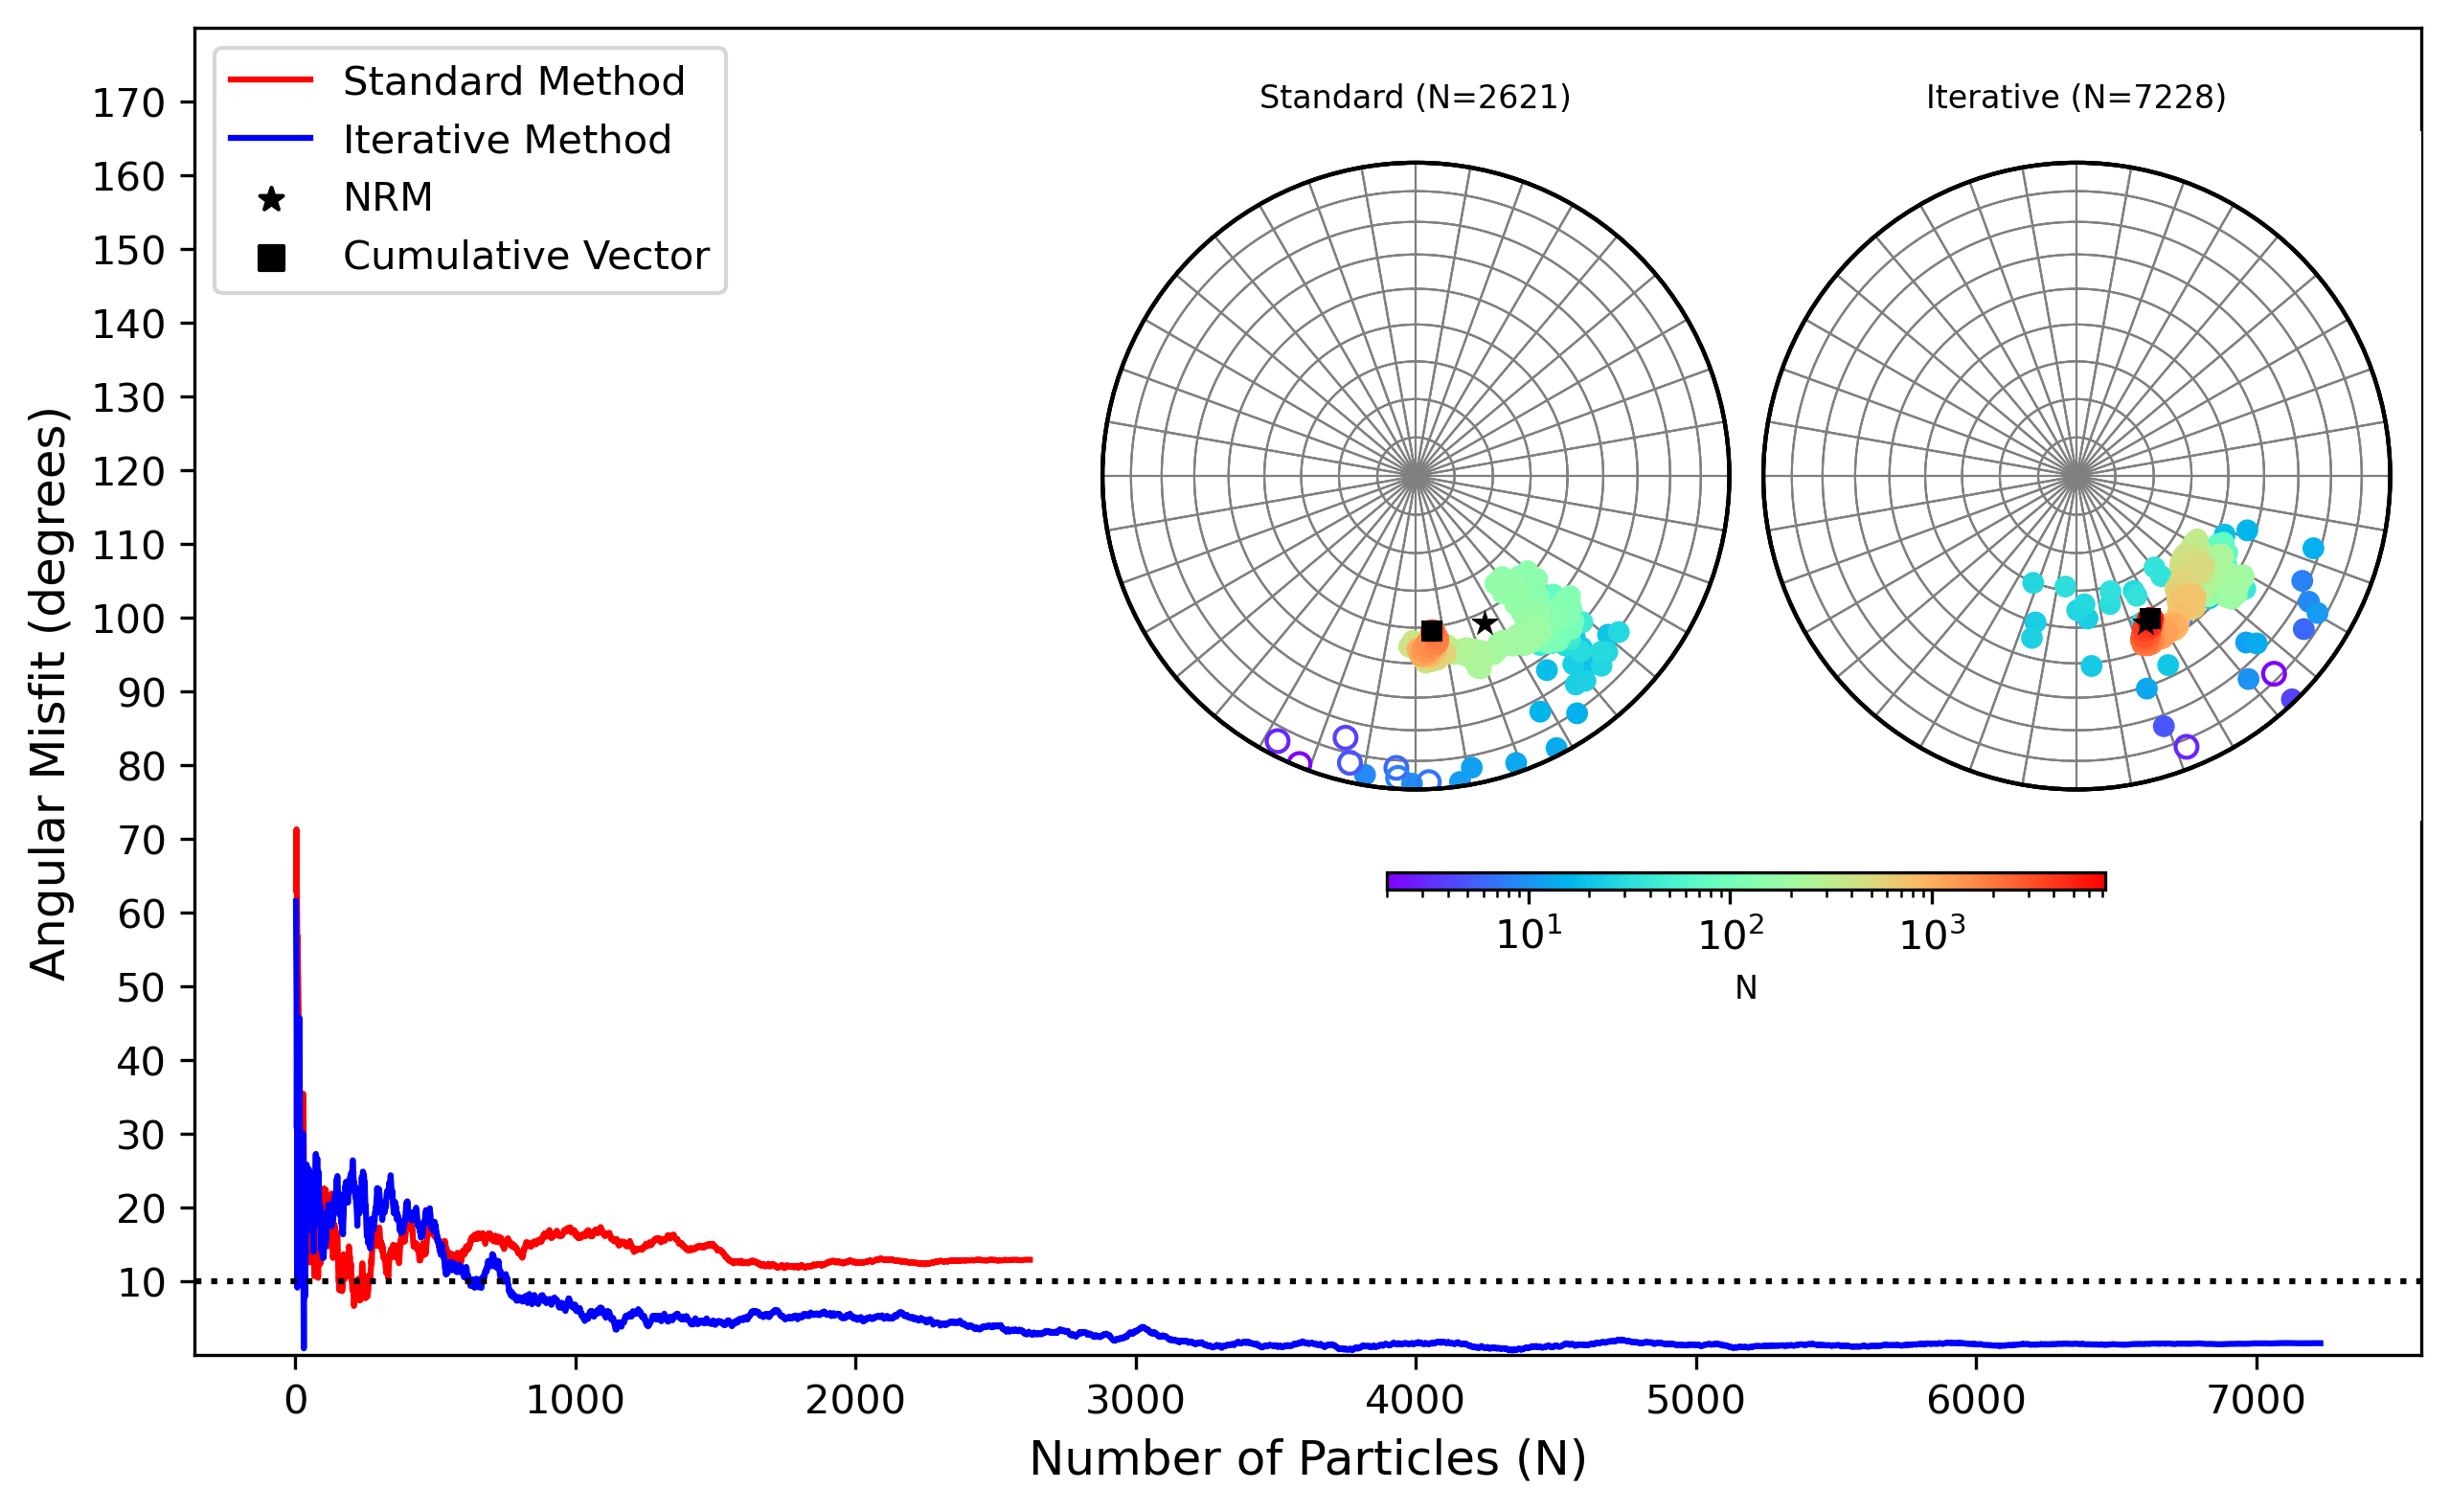 Standard Method
Iterative Method
NRM
Cumulative Vector
Standard (N=2621)
Iterative (N=7228)
Angular Misfit (degrees)
170
160
150
140
130
120
110
100
90
80
70
60
50
40
30
20
10
10¹ 10² 10³
N
0 1000 2000 3000 4000 5000 6000 7000
Number of Particles (N)